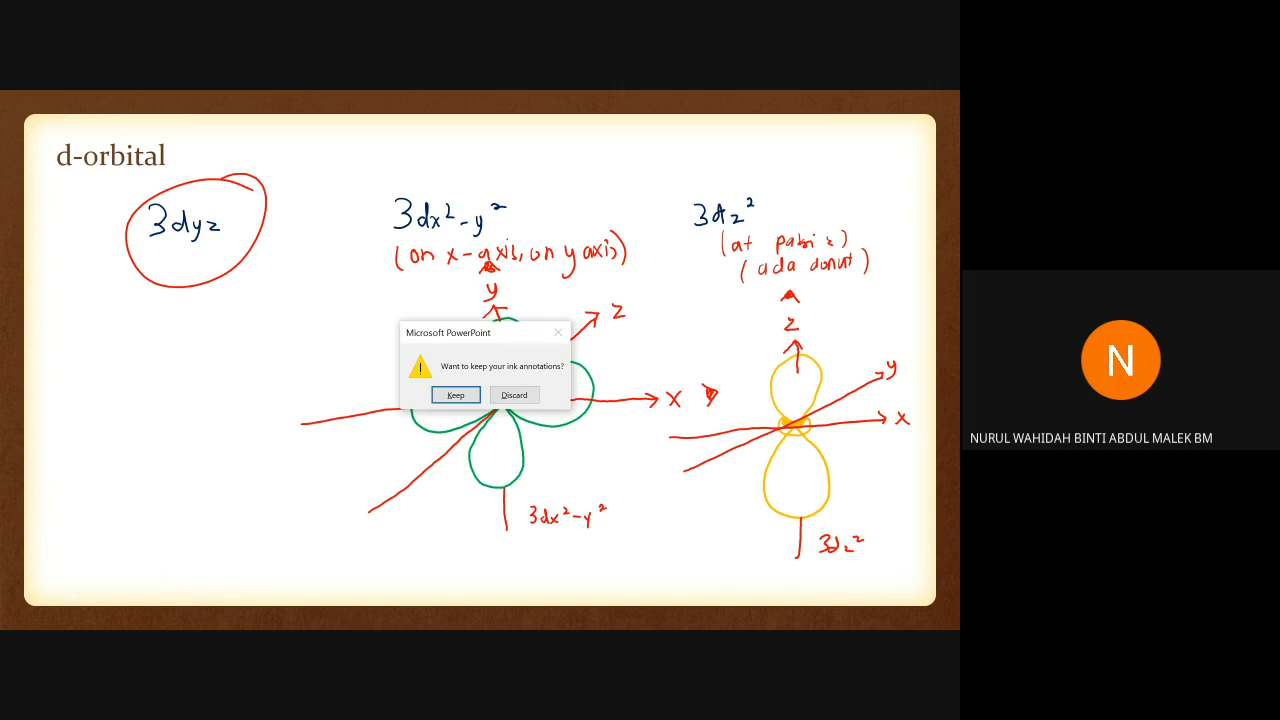 d-orbital
3dyz
3dx²-y²
(on x-axis, on y axis)
3dz²
(at paksi z)
(ada donut)
y
z
x
Microsoft PowerPoint
Want to keep your ink annotations?
Keep
Discard
3dx²-y²
z
y
x
3dz²
N
NURUL WAHIDAH BINTI ABDUL MALEK BM